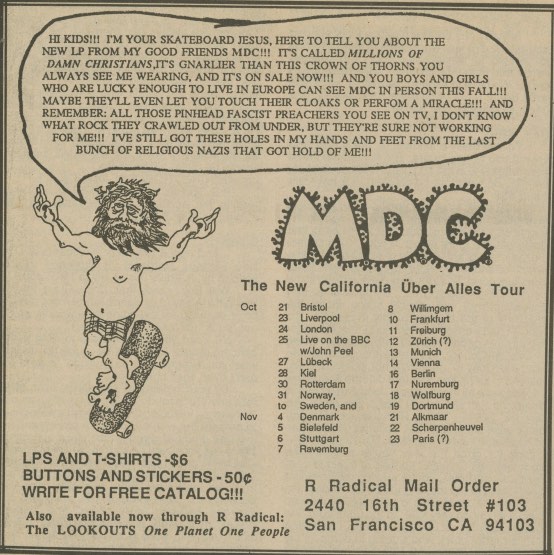 HI KIDS!!! I'M YOUR SKATEBOARD JESUS, HERE TO TELL YOU ABOUT THE
NEW LP FROM MY GOOD FRIENDS MDC!!! IT'S CALLED MILLIONS OF
DAMN CHRISTIANS,IT'S GNARLIER THAN THIS CROWN OF THORNS YOU
ALWAYS SEE ME WEARING, AND IT'S ON SALE NOW!!! AND YOU BOYS AND GIRLS
WHO ARE LUCKY ENOUGH TO LIVE IN EUROPE CAN SEE MDC IN PERSON THIS FALL!!!
MAYBE THEY'LL EVEN LET YOU TOUCH THEIR CLOAKS OR PERFOM A MIRACLE!!! AND
REMEMBER: ALL THOSE PINHEAD FASCIST PREACHERS YOU SEE ON TV, I DON'T KNOW
WHAT ROCK THEY CRAWLED OUT FROM UNDER, BUT THEY'RE SURE NOT WORKING
FOR ME!!! I'VE STILL GOT THESE HOLES IN MY HANDS AND FEET FROM THE LAST
BUNCH OF RELIGIOUS NAZIS THAT GOT HOLD OF ME!!!
MDC
The New California Über Alles Tour
Oct 21 Bristol
23 Liverpool
24 London
25 Live on the BBC
w/John Peel
27 Lübeck
28 Kiel
30 Rotterdam
31 Norway,
to Sweden, and
Nov 4 Denmark
5 Bielefeld
6 Stuttgart
7 Ravemburg
8 Willimgem
10 Frankfurt
11 Freiburg
12 Zürich (?)
13 Munich
14 Vienna
16 Berlin
17 Nuremburg
18 Wolfburg
19 Dortmund
21 Alkmaar
22 Scherpenheuvel
23 Paris (?)
LPS AND T-SHIRTS -$6
BUTTONS AND STICKERS - 50¢
WRITE FOR FREE CATALOG!!!
Also available now through R Radical:
The LOOKOUTS One Planet One People
R Radical Mail Order
2440 16th Street #103
San Francisco CA 94103